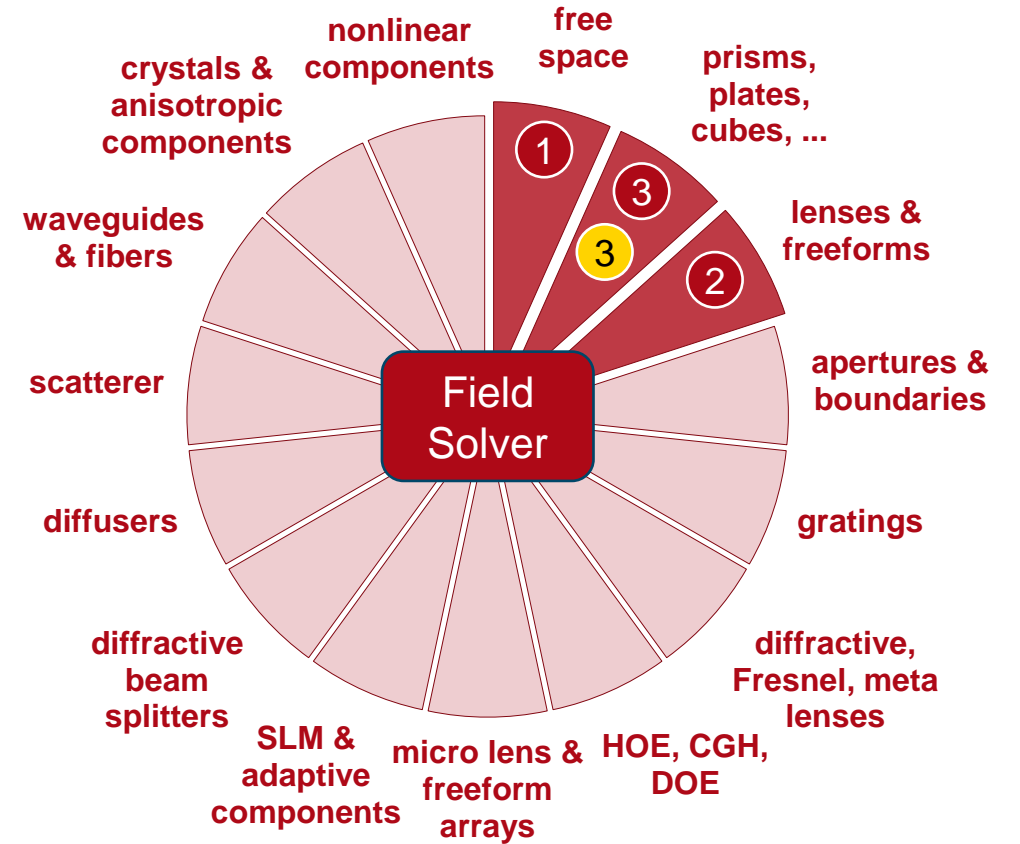 free
space
prisms,
plates,
cubes, ...
lenses &
freeforms
apertures &
boundaries
gratings
diffractive,
Fresnel, meta
lenses
HOE, CGH,
DOE
micro lens &
freeform
arrays
SLM &
adaptive
components
diffractive
beam
splitters
diffusers
scatterer
waveguides
& fibers
crystals &
anisotropic
components
nonlinear
components
1
3
3
2
Field
Solver